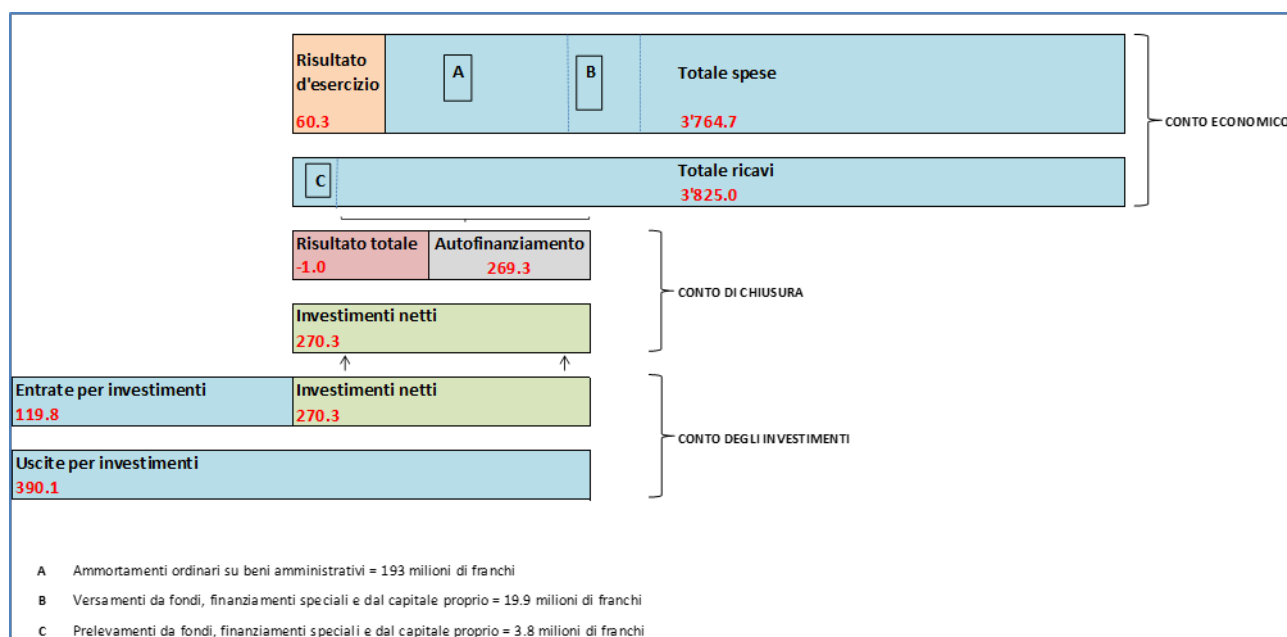 Risultato
d'esercizio
60.3
A
B
Totale spese
3'764.7
CONTO ECONOMICO
C
Totale ricavi
3'825.0
Risultato totale
-1.0
Autofinanziamento
269.3
CONTO DI CHIUSURA
Investimenti netti
270.3
Entrate per investimenti
119.8
Investimenti netti
270.3
CONTO DEGLI INVESTIMENTI
Uscite per investimenti
390.1
A Ammortamenti ordinari su beni amministrativi = 193 milioni di franchi
B Versamenti da fondi, finanziamenti speciali e dal capitale proprio = 19.9 milioni di franchi
C Prelevamenti da fondi, finanziamenti speciali e dal capitale proprio = 3.8 milioni di franchi